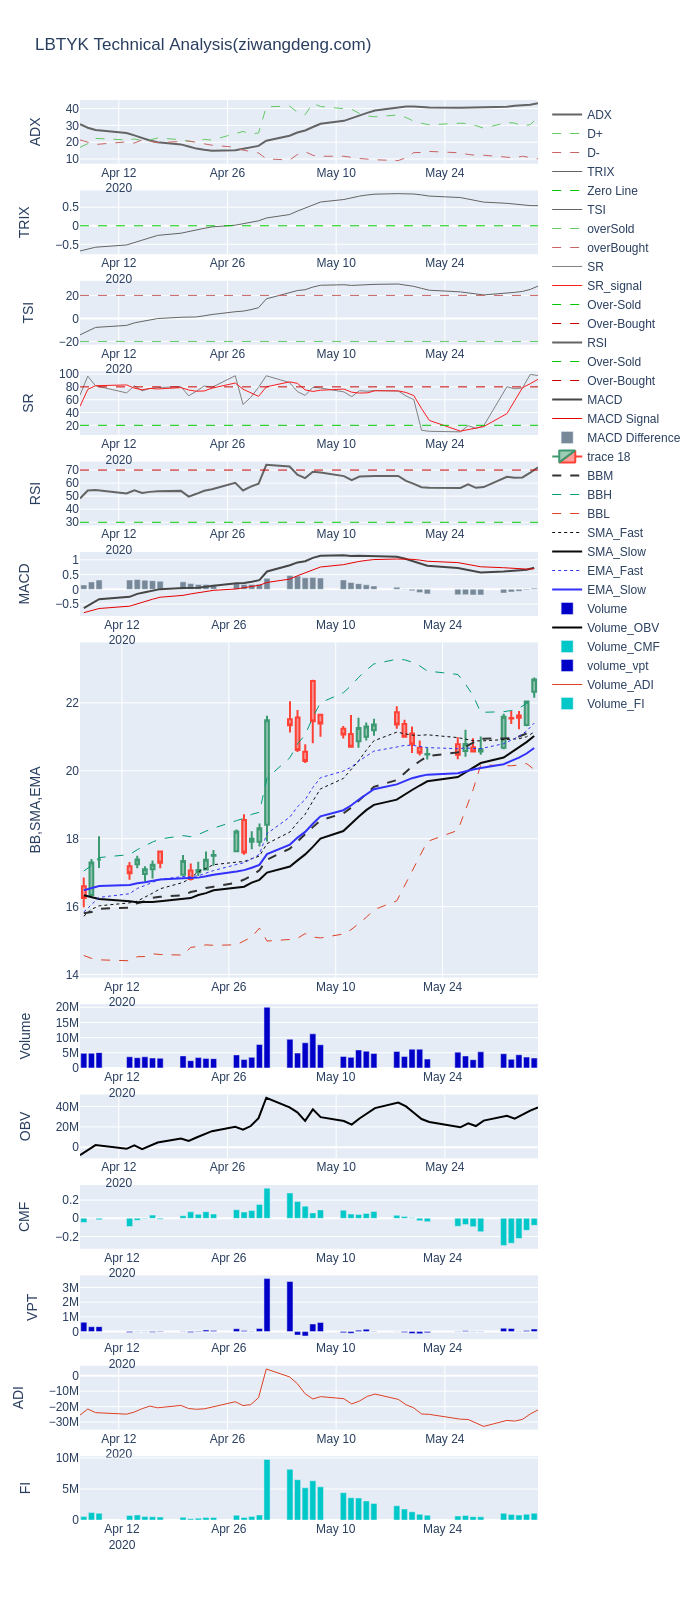 LBTYK Technical Analysis(ziwangdeng.com)
ADX
40
30
20
10
Apr 12
2020
Apr 26
May 10
May 24
TRIX
0.5
0
−0.5
Apr 12
2020
Apr 26
May 10
May 24
TSI
20
0
−20
Apr 12
2020
Apr 26
May 10
May 24
SR
100
80
60
40
20
Apr 12
2020
Apr 26
May 10
May 24
RSI
70
60
50
40
30
Apr 12
2020
Apr 26
May 10
May 24
MACD
1
0.5
0
−0.5
Apr 12
2020
Apr 26
May 10
May 24
BB,SMA,EMA
22
20
18
16
14
Apr 12
2020
Apr 26
May 10
May 24
Volume
20M
15M
10M
5M
0
Apr 12
2020
Apr 26
May 10
May 24
OBV
40M
20M
0
Apr 12
2020
Apr 26
May 10
May 24
CMF
0.2
0
−0.2
Apr 12
2020
Apr 26
May 10
May 24
VPT
3M
2M
1M
0
Apr 12
2020
Apr 26
May 10
May 24
ADI
0
−10M
−20M
−30M
Apr 12
2020
Apr 26
May 10
May 24
FI
10M
5M
0
Apr 12
2020
Apr 26
May 10
May 24
ADX
D+
D-
TRIX
Zero Line
TSI
overSold
overBought
SR
SR_signal
Over-Sold
Over-Bought
RSI
Over-Sold
Over-Bought
MACD
MACD Signal
MACD Difference
trace 18
BBM
BBH
BBL
SMA_Fast
SMA_Slow
EMA_Fast
EMA_Slow
Volume
Volume_OBV
Volume_CMF
volume_vpt
Volume_ADI
Volume_FI